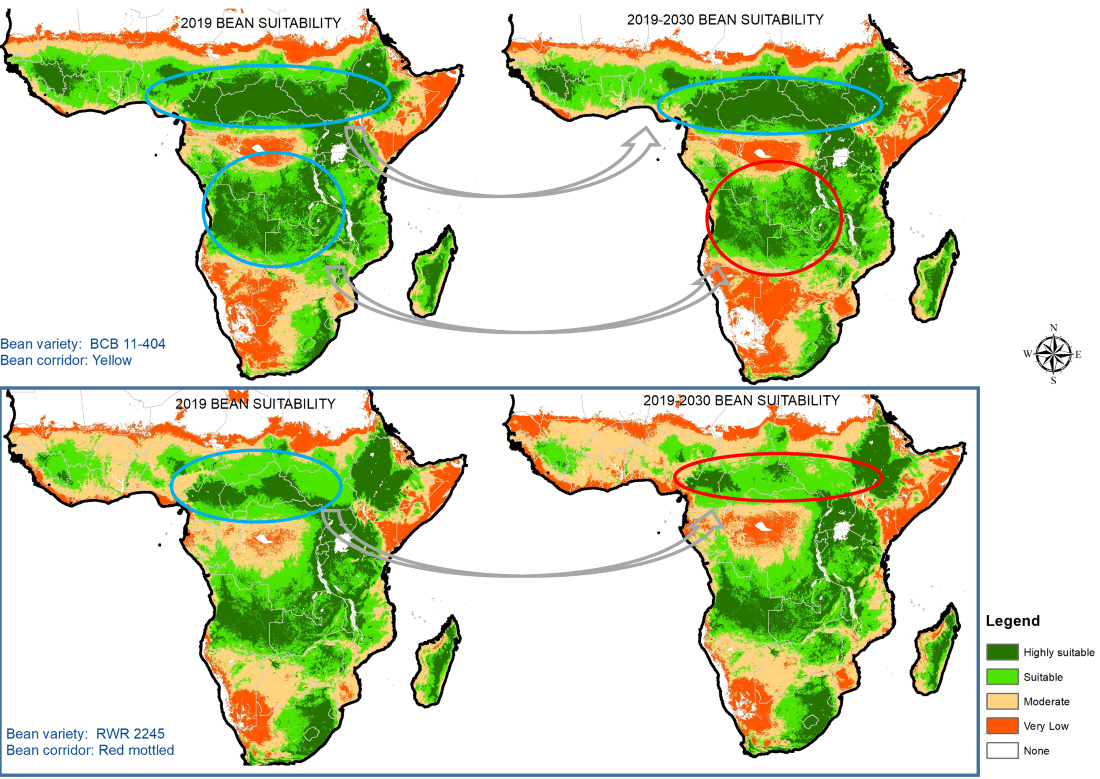 2019 BEAN SUITABILITY
2019-2030 BEAN SUITABILITY
Bean variety: BCB 11-404
Bean corridor: Yellow
N
W E
S
2019 BEAN SUITABILITY
2019-2030 BEAN SUITABILITY
Bean variety: RWR 2245
Bean corridor: Red mottled
Legend
Highly suitable
Suitable
Moderate
Very Low
None